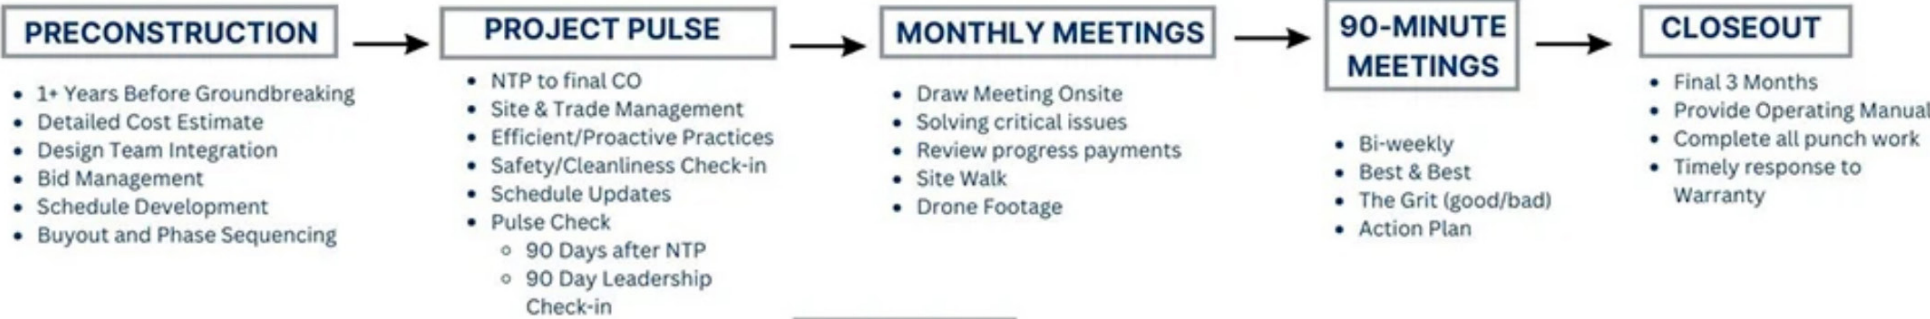 PRECONSTRUCTION
1+ Years Before Groundbreaking
Detailed Cost Estimate
Design Team Integration
Bid Management
Schedule Development
Buyout and Phase Sequencing
PROJECT PULSE
NTP to final CO
Site & Trade Management
Efficient/Proactive Practices
Safety/Cleanliness Check-in
Schedule Updates
Pulse Check
90 Days after NTP
90 Day Leadership
Check-in
MONTHLY MEETINGS
Draw Meeting Onsite
Solving critical issues
Review progress payments
Site Walk
Drone Footage
90-MINUTE
MEETINGS
Bi-weekly
Best & Best
The Grit (good/bad)
Action Plan
CLOSEOUT
Final 3 Months
Provide Operating Manual
Complete all punch work
Timely response to
Warranty